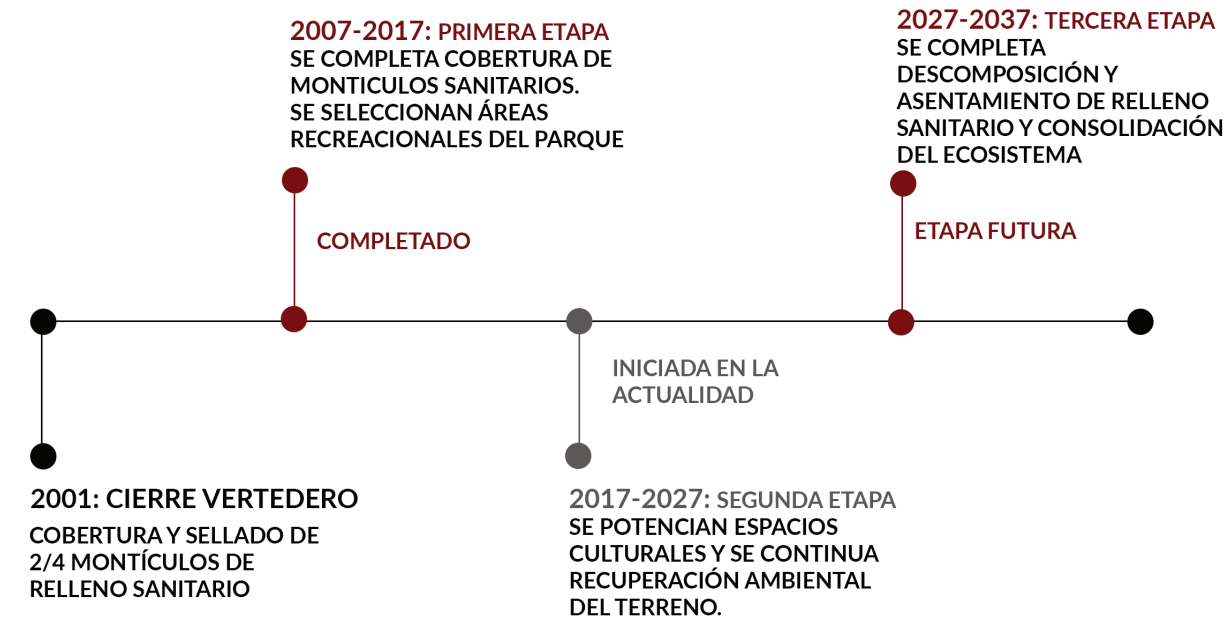 2007-2017: PRIMERA ETAPA
SE COMPLETA COBERTURA DE
MONTICULOS SANITARIOS.
SE SELECCIONAN ÁREAS
RECREACIONALES DEL PARQUE
COMPLETADO
2027-2037: TERCERA ETAPA
SE COMPLETA
DESCOMPOSICIÓN Y
ASENTAMIENTO DE RELLENO
SANITARIO Y CONSOLIDACIÓN
DEL ECOSISTEMA
ETAPA FUTURA
2001: CIERRE VERTEDERO
COBERTURA Y SELLADO DE
2/4 MONTÍCULOS DE
RELLENO SANITARIO
INICIADA EN LA
ACTUALIDAD
2017-2027: SEGUNDA ETAPA
SE POTENCIAN ESPACIOS
CULTURALES Y SE CONTINUA
RECUPERACIÓN AMBIENTAL
DEL TERRENO.